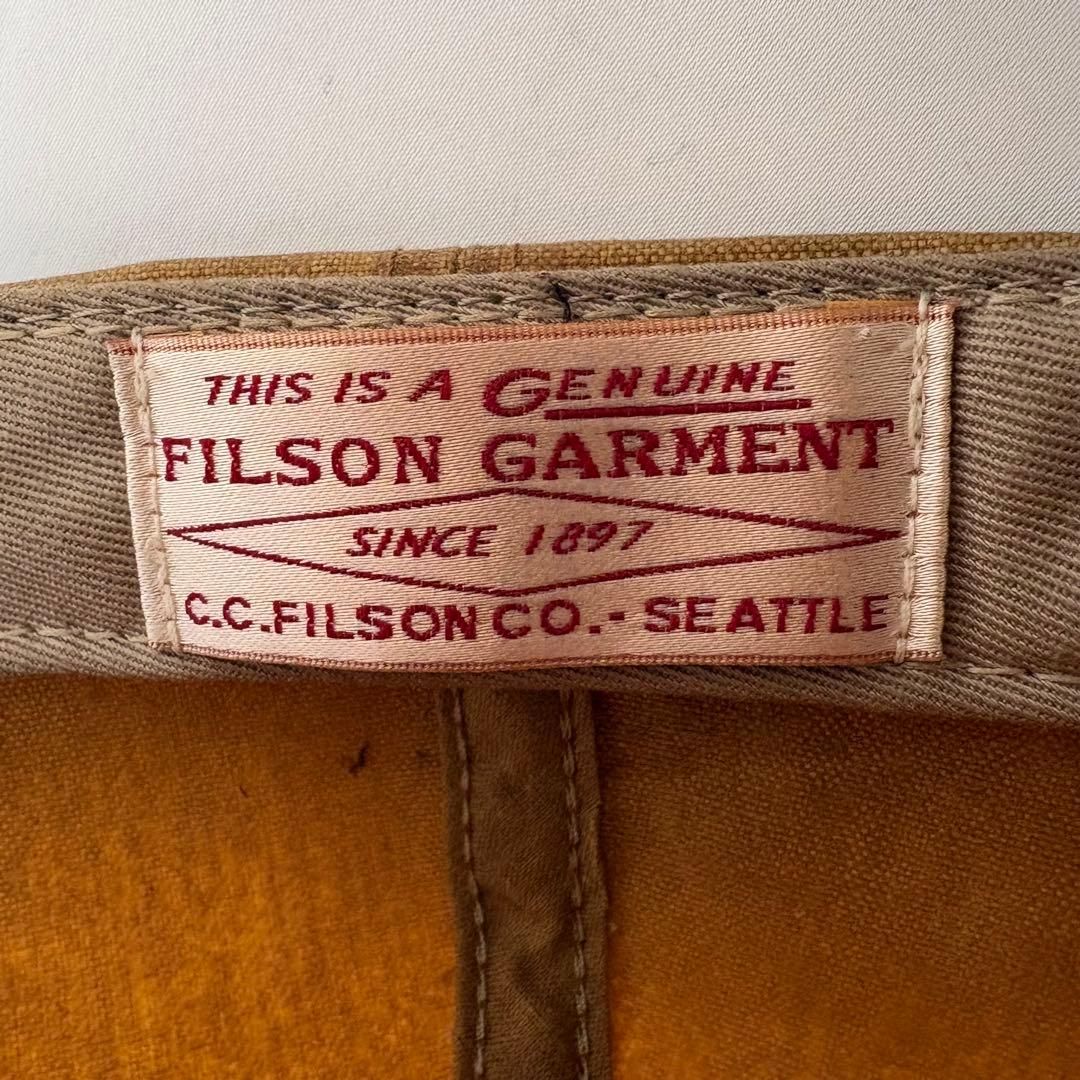 THIS IS A GENUINE
FILSON GARMENT
SINCE 1897
C.C.FILSON CO.- SEATTLE